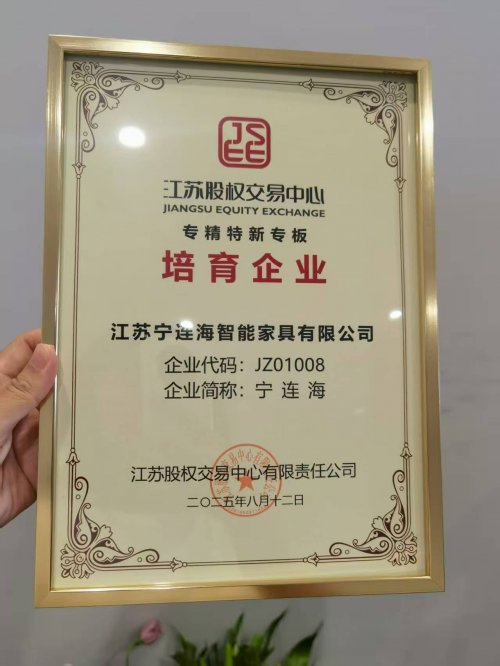 JS
EE
江苏股权交易中心
JIANGSU EQUITY EXCHANGE
专精特新专板
培育企业
江苏宁连海智能家具有限公司
企业代码：JZ01008
企业简称：宁连海
江苏股权交易中心有限责任公司
二〇二五年八月十二日